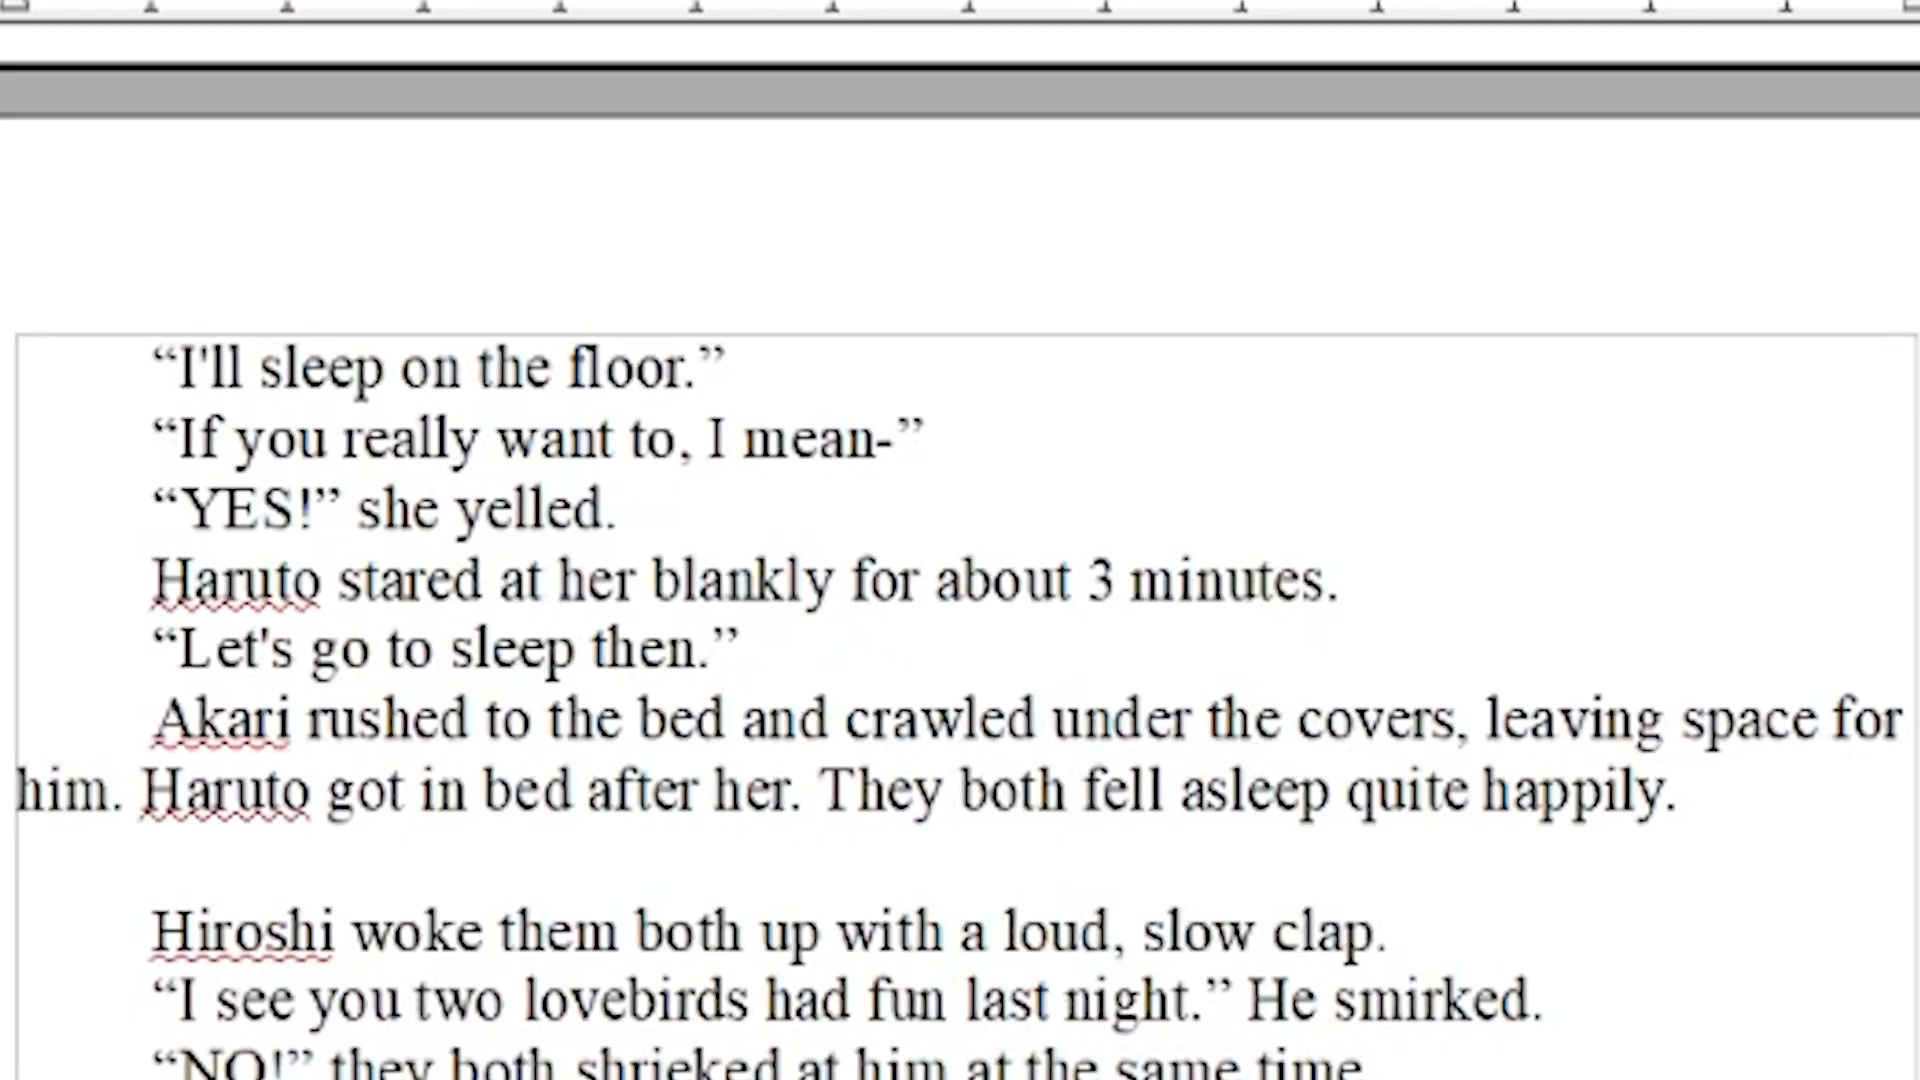 “I'll sleep on the floor.”
“If you really want to, I mean-”
“YES!” she yelled.
Haruto stared at her blankly for about 3 minutes.
“Let's go to sleep then.”
Akari rushed to the bed and crawled under the covers, leaving space for
him. Haruto got in bed after her. They both fell asleep quite happily.
Hiroshi woke them both up with a loud, slow clap.
“I see you two lovebirds had fun last night.” He smirked.
“NO!” they both shrieked at him at the same time.